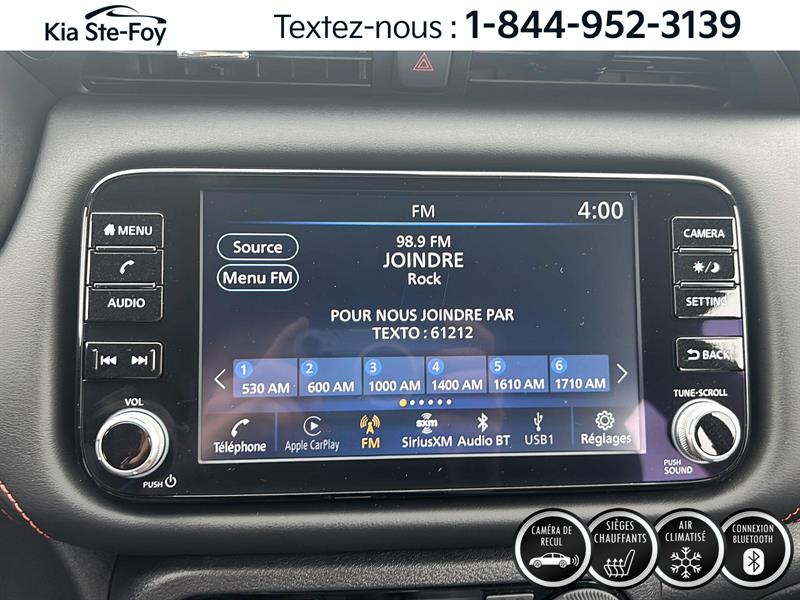 Kia Ste-Foy
Textez-nous : 1-844-952-3139
MENU
AUDIO
VOL
PUSH
FM
4:00
Source
Menu FM
98.9 FM
JOINDRE
Rock
POUR NOUS JOINDRE PAR
TEXTO : 61212
1 530 AM
2 600 AM
3 1000 AM
4 1400 AM
5 1610 AM
6 1710 AM
Téléphone
Apple CarPlay
FM
sxm
SiriusXM
Audio BT
USB1
Réglages
CAMERA
SETTING
BACK
TUNE·SCROLL
PUSH
SOUND
CAMÉRA DE
RECUL
SIÈGES
CHAUFFANTS
AIR
CLIMATISÉ
CONNEXION
BLUETOOTH